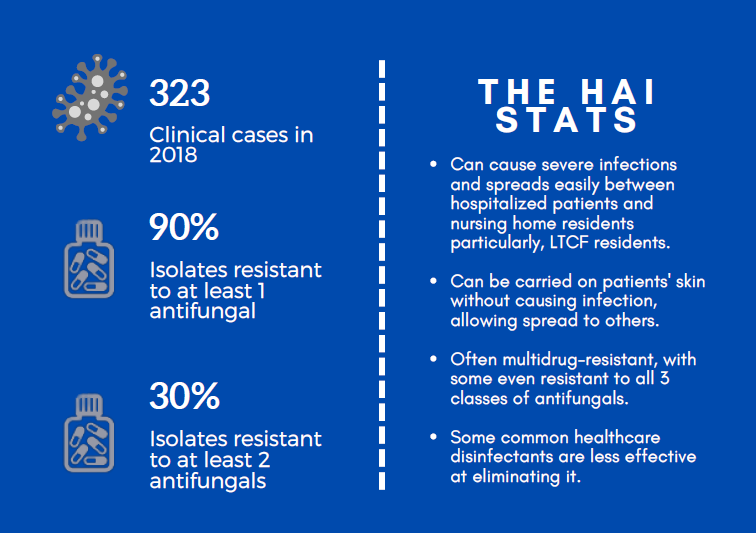 323
Clinical cases in
2018
90%
Isolates resistant
to at least 1
antifungal
30%
Isolates resistant
to at least 2
antifungals
THE HAI
STATS
• Can cause severe infections
and spreads easily between
hospitalized patients and
nursing home residents
particularly, LTCF residents.
• Can be carried on patients' skin
without causing infection,
allowing spread to others.
• Often multidrug-resistant, with
some even resistant to all 3
classes of antifungals.
• Some common healthcare
disinfectants are less effective
at eliminating it.